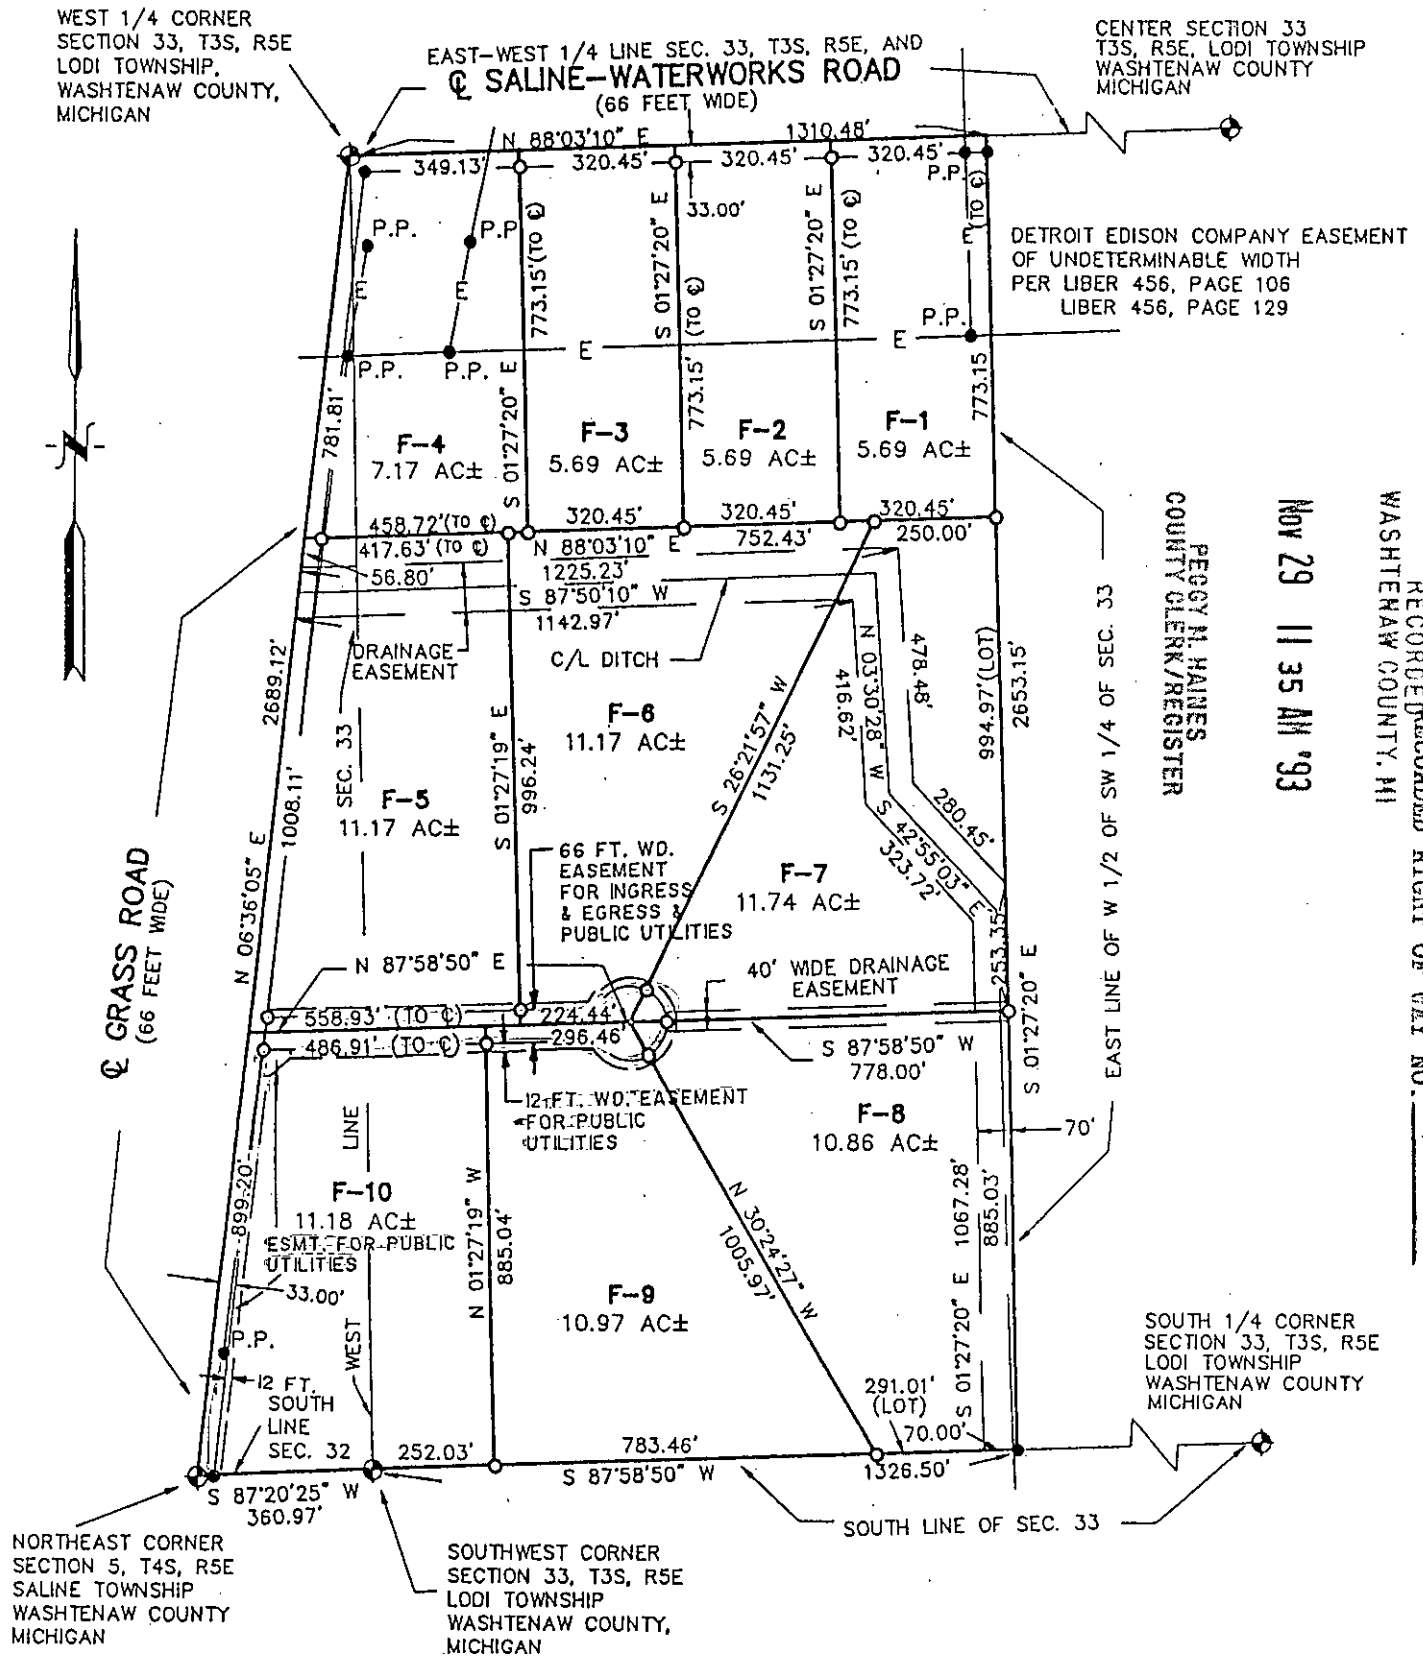 WEST 1/4 CORNER
SECTION 33, T3S, R5E
LODI TOWNSHIP,
WASHTENAW COUNTY,
MICHIGAN
EAST-WEST 1/4 LINE SEC. 33, T3S, R5E, AND
℄ SALINE-WATERWORKS ROAD
(66 FEET WIDE)
CENTER SECTION 33
T3S, R5E, LODI TOWNSHIP
WASHTENAW COUNTY
MICHIGAN
N 88°03'10" E
1310.48'
349.13'
320.45'
320.45'
320.45'
P.P.
33.00'
P.P.
P.P.
E
E
E
(TO ℄)
S 01°27'20" E
773.15' (TO ℄)
S 01°27'20" E
773.15' (TO ℄)
S 01°27'20" E
773.15' (TO ℄)
773.15
DETROIT EDISON COMPANY EASEMENT
OF UNDETERMINABLE WIDTH
PER LIBER 456, PAGE 106
LIBER 456, PAGE 129
P.P.
P.P.
P.P.
E
E
781.81'
F-4
7.17 AC±
F-3
5.69 AC±
F-2
5.69 AC±
F-1
5.69 AC±
458.72' (TO ℄)
320.45'
320.45'
320.45'
417.63' (TO ℄)
N 88°03'10" E
752.43'
250.00'
56.80'
1225.23'
S 87°50'10" W
1142.97'
DRAINAGE
EASEMENT
C/L DITCH
N 03°30'28" W
416.62'
478.48'
994.97' (LOT)
2653.15'
2689.12'
1008.11'
SEC. 33
S 01°27'19" E
996.24'
F-6
11.17 AC±
S 26°21'57" W
1131.25'
F-5
11.17 AC±
280.45'
S 42°55'03" E
323.72'
F-7
11.74 AC±
66 FT. WD.
EASEMENT
FOR INGRESS
& EGRESS &
PUBLIC UTILITIES
℄ GRASS ROAD
(66 FEET WIDE)
N 06°36'05" E
N 87°58'50" E
40' WIDE DRAINAGE
EASEMENT
253.35'
S 01°27'20" E
EAST LINE OF W 1/2 OF SW 1/4 OF SEC. 33
558.93' (TO ℄)
224.44'
486.91' (TO ℄)
296.46
S 87°58'50" W
778.00'
12 FT. WD. EASEMENT
FOR PUBLIC
UTILITIES
F-8
10.86 AC±
70'
LINE
899.20'
F-10
11.18 AC±
ESMT. FOR PUBLIC
UTILITIES
33.00'
N 01°27'19" W
885.04'
N 30°24'27" W
1005.97'
S 01°27'20" E
1067.28'
885.03'
F-9
10.97 AC±
P.P.
WEST
12 FT.
SOUTH
LINE
SEC. 32
252.03'
783.46'
291.01'
(LOT)
70.00'
SOUTH 1/4 CORNER
SECTION 33, T3S, R5E
LODI TOWNSHIP
WASHTENAW COUNTY
MICHIGAN
S 87°20'25" W
360.97'
S 87°58'50" W
1326.50'
SOUTH LINE OF SEC. 33
NORTHEAST CORNER
SECTION 5, T4S, R5E
SALINE TOWNSHIP
WASHTENAW COUNTY
MICHIGAN
SOUTHWEST CORNER
SECTION 33, T3S, R5E
LODI TOWNSHIP
WASHTENAW COUNTY,
MICHIGAN
N
RECORDED RIGHT OF WAY NO.
RECORDED
WASHTENAW COUNTY, MI
Nov 29 11 35 AM '93
PEGGY M. HAINES
COUNTY CLERK/REGISTER